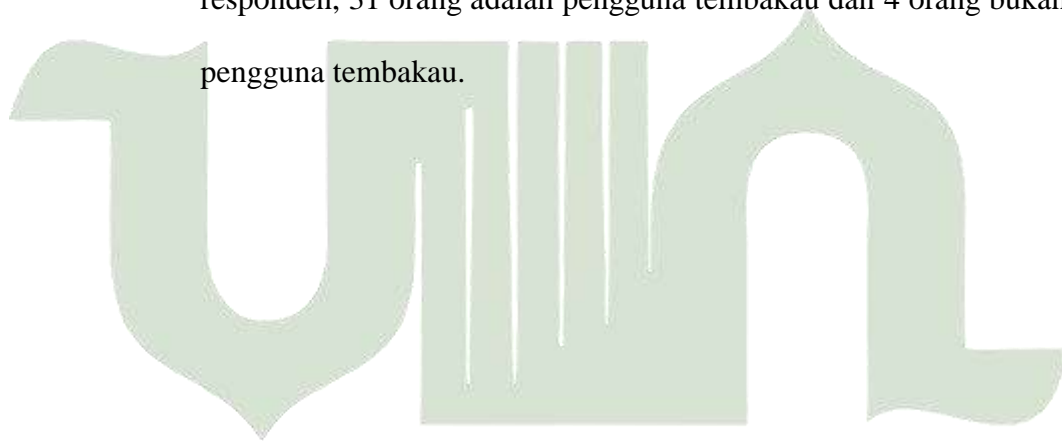 responden, 31 orang adalah pengguna tembakau dan 4 orang bukan
pengguna tembakau.